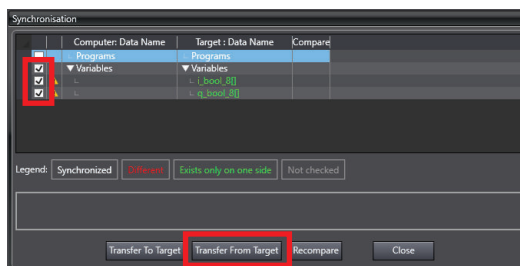 Synchronisation
Computer: Data Name Target : Data Name Compare
Programs Programs
▼ Variables ▼ Variables
i_bool_8[]
q_bool_8[]
Legend: Synchronized Different Exists only on one side Not checked
Transfer To Target Transfer From Target Recompare Close